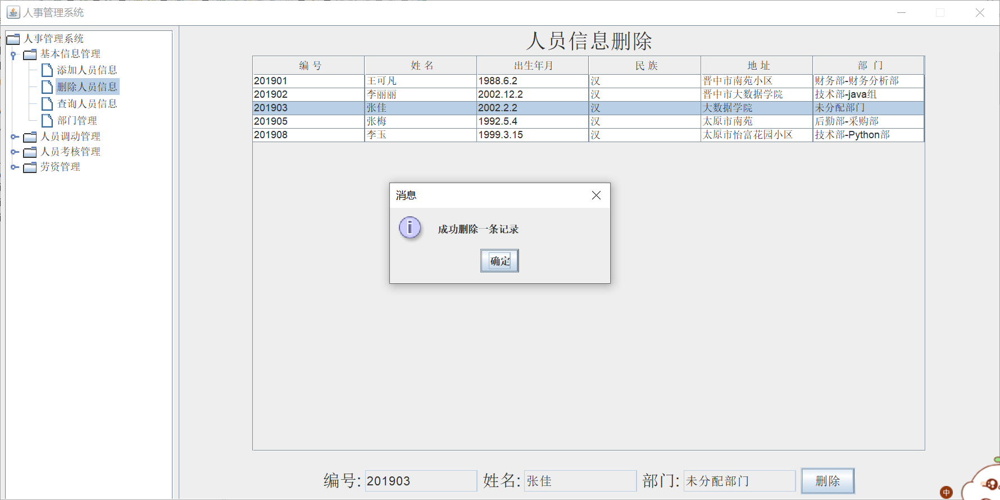 人事管理系统
人事管理系统
基本信息管理
添加人员信息
删除人员信息
查询人员信息
部门管理
人员调动管理
人员考核管理
劳资管理
人员信息删除
编 号 姓 名 出生年月 民 族 地 址 部 门
201901 王可凡 1988.6.2 汉 晋中市南苑小区 财务部-财务分析部
201902 李丽丽 2002.12.2 汉 晋中市大数据学院 技术部-java组
201903 张佳 2002.2.2 汉 大数据学院 未分配部门
201905 张梅 1992.5.4 汉 太原市南苑 后勤部-采购部
201908 李玉 1999.3.15 汉 太原市怡富花园小区 技术部-Python部
消息
成功删除一条记录
确定
编号: 201903 姓名: 张佳 部门: 未分配部门 删除
中